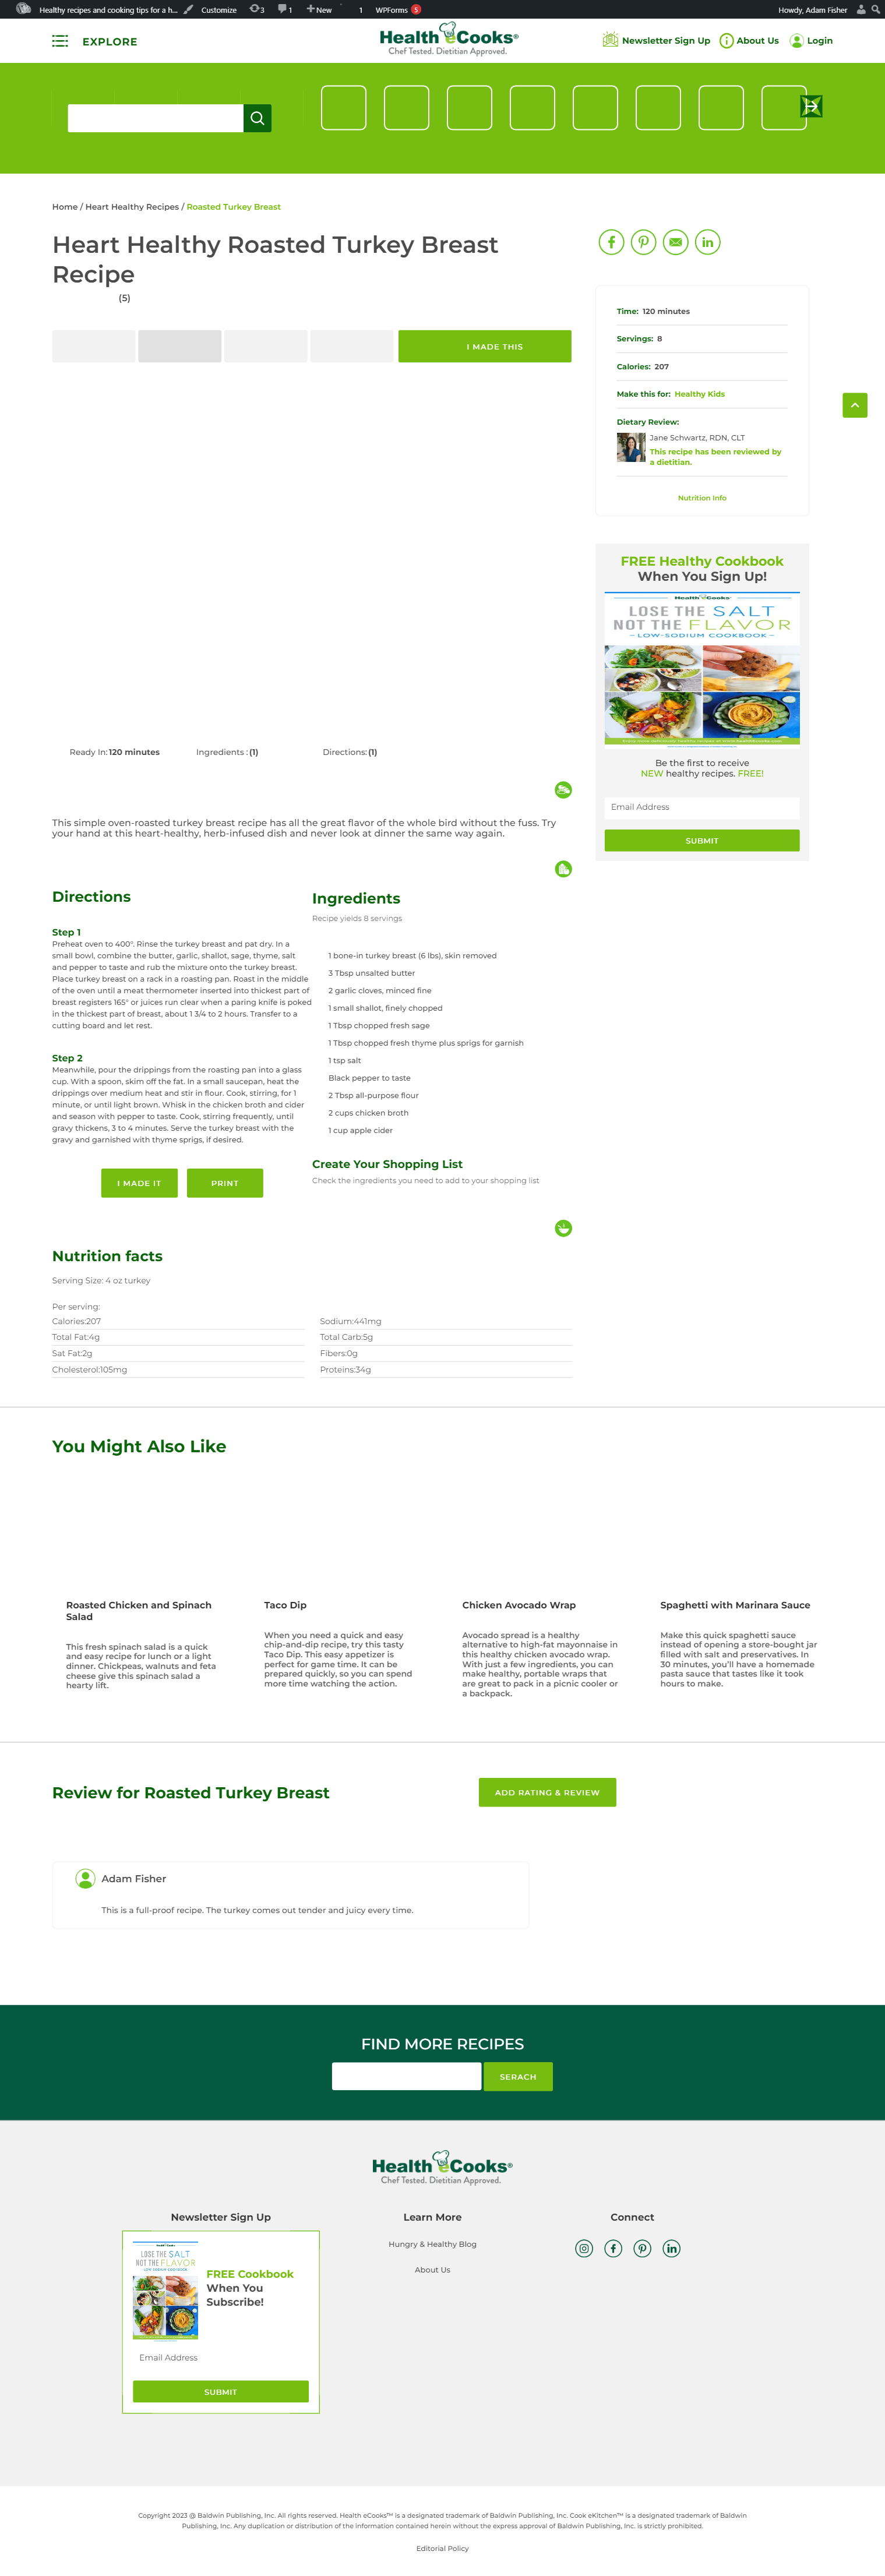 Healthy recipes and cooking tips for a h... Customize 3 1 New 1 WPForms 5 Howdy, Adam Fisher
EXPLORE
Health eCooks®
Chef Tested. Dietitian Approved.
Newsletter Sign Up About Us Login
Home / Heart Healthy Recipes / Roasted Turkey Breast
Heart Healthy Roasted Turkey Breast
Recipe
(5)
I MADE THIS
Time: 120 minutes
Servings: 8
Calories: 207
Make this for: Healthy Kids
Dietary Review:
Jane Schwartz, RDN, CLT
This recipe has been reviewed by
a dietitian.
Nutrition Info
FREE Healthy Cookbook
When You Sign Up!
Health eCooks
LOSE THE SALT
NOT THE FLAVOR
~ LOW-SODIUM COOKBOOK ~
Be the first to receive
NEW healthy recipes. FREE!
Email Address
SUBMIT
Ready In: 120 minutes Ingredients : (1) Directions: (1)
This simple oven-roasted turkey breast recipe has all the great flavor of the whole bird without the fuss. Try
your hand at this heart-healthy, herb-infused dish and never look at dinner the same way again.
Directions
Step 1
Preheat oven to 400°. Rinse the turkey breast and pat dry. In a
small bowl, combine the butter, garlic, shallot, sage, thyme, salt
and pepper to taste and rub the mixture onto the turkey breast.
Place turkey breast on a rack in a roasting pan. Roast in the middle
of the oven until a meat thermometer inserted into thickest part of
breast registers 165° or juices run clear when a paring knife is poked
in the thickest part of breast, about 1 3/4 to 2 hours. Transfer to a
cutting board and let rest.
Step 2
Meanwhile, pour the drippings from the roasting pan into a glass
cup. With a spoon, skim off the fat. In a small saucepan, heat the
drippings over medium heat and stir in flour. Cook, stirring, for 1
minute, or until light brown. Whisk in the chicken broth and cider
and season with pepper to taste. Cook, stirring frequently, until
gravy thickens, 3 to 4 minutes. Serve the turkey breast with the
gravy and garnished with thyme sprigs, if desired.
I MADE IT PRINT
Ingredients
Recipe yields 8 servings
1 bone-in turkey breast (6 lbs), skin removed
3 Tbsp unsalted butter
2 garlic cloves, minced fine
1 small shallot, finely chopped
1 Tbsp chopped fresh sage
1 Tbsp chopped fresh thyme plus sprigs for garnish
1 tsp salt
Black pepper to taste
2 Tbsp all-purpose flour
2 cups chicken broth
1 cup apple cider
Create Your Shopping List
Check the ingredients you need to add to your shopping list
Nutrition facts
Serving Size: 4 oz turkey
Per serving:
Calories:207 Sodium:441mg
Total Fat:4g Total Carb:5g
Sat Fat:2g Fibers:0g
Cholesterol:105mg Proteins:34g
You Might Also Like
Roasted Chicken and Spinach
Salad
This fresh spinach salad is a quick
and easy recipe for lunch or a light
dinner. Chickpeas, walnuts and feta
cheese give this spinach salad a
hearty lift.
Taco Dip
When you need a quick and easy
chip-and-dip recipe, try this tasty
Taco Dip. This easy appetizer is
perfect for game time. It can be
prepared quickly, so you can spend
more time watching the action.
Chicken Avocado Wrap
Avocado spread is a healthy
alternative to high-fat mayonnaise in
this healthy chicken avocado wrap.
With just a few ingredients, you can
make healthy, portable wraps that
are great to pack in a picnic cooler or
a backpack.
Spaghetti with Marinara Sauce
Make this quick spaghetti sauce
instead of opening a store-bought jar
filled with salt and preservatives. In
30 minutes, you'll have a homemade
pasta sauce that tastes like it took
hours to make.
Review for Roasted Turkey Breast
ADD RATING & REVIEW
Adam Fisher
This is a full-proof recipe. The turkey comes out tender and juicy every time.
FIND MORE RECIPES
SERACH
Health eCooks®
Chef Tested. Dietitian Approved.
Newsletter Sign Up
LOSE THE SALT
NOT THE FLAVOR
FREE Cookbook
When You
Subscribe!
Email Address
SUBMIT
Learn More
Hungry & Healthy Blog
About Us
Connect
Copyright 2023 @ Baldwin Publishing, Inc. All rights reserved. Health eCooks™ is a designated trademark of Baldwin Publishing, Inc. Cook eKitchen™ is a designated trademark of Baldwin
Publishing, Inc. Any duplication or distribution of the information contained herein without the express approval of Baldwin Publishing, Inc. is strictly prohibited.
Editorial Policy